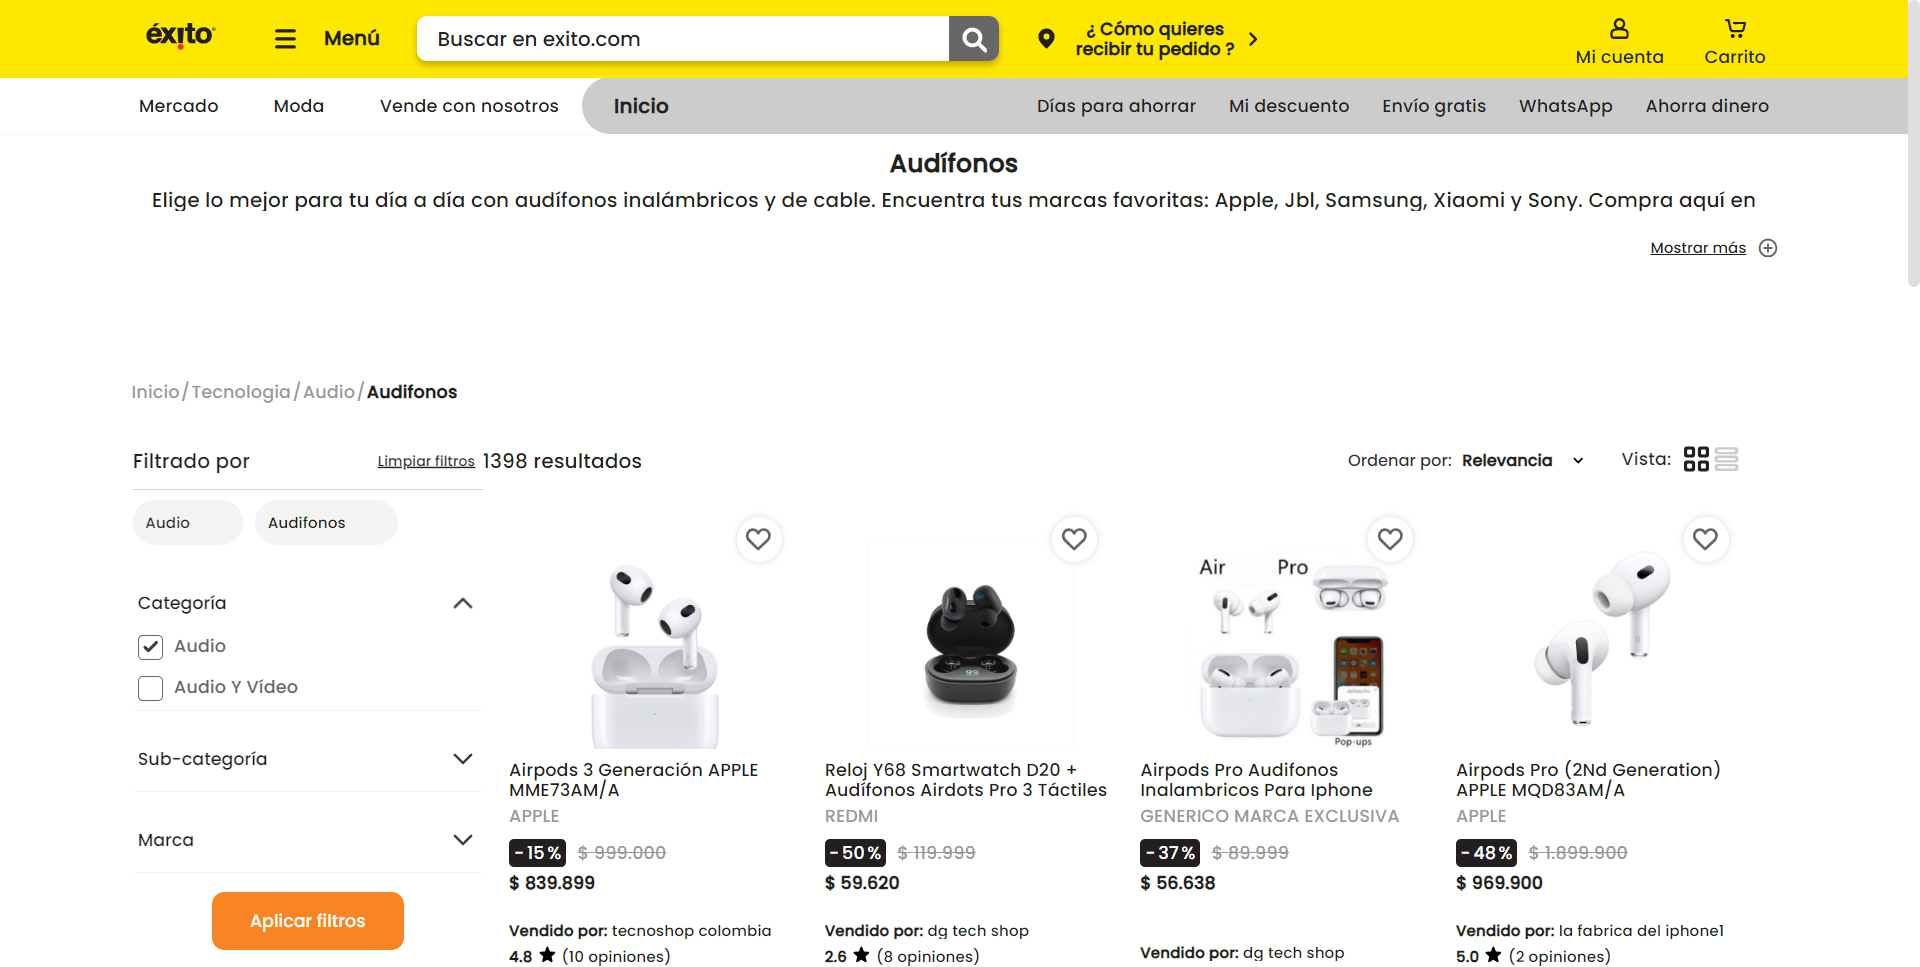 éxito
Menú
Buscar en exito.com
¿ Cómo quieres
recibir tu pedido ?
Mi cuenta
Carrito
Mercado
Moda
Vende con nosotros
Inicio
Días para ahorrar
Mi descuento
Envío gratis
WhatsApp
Ahorra dinero
Audífonos
Elige lo mejor para tu día a día con audífonos inalámbricos y de cable. Encuentra tus marcas favoritas: Apple, Jbl, Samsung, Xiaomi y Sony. Compra aquí en
Mostrar más
Inicio/Tecnologia/Audio/Audifonos
Filtrado por
Limpiar filtros
1398 resultados
Ordenar por: Relevancia
Vista:
Audio
Audifonos
Categoría
Audio
Audio Y Vídeo
Sub-categoría
Marca
Aplicar filtros
Airpods 3 Generación APPLE
MME73AM/A
APPLE
-15% $ 999.000
$ 839.899
Vendido por: tecnoshop colombia
4.8 ★ (10 opiniones)
99
Reloj Y68 Smartwatch D20 +
Audífonos Airdots Pro 3 Táctiles
REDMI
-50% $ 119.999
$ 59.620
Vendido por: dg tech shop
2.6 ★ (8 opiniones)
Air Pro
Pop-ups
Airpods Pro Audifonos
Inalambricos Para Iphone
GENERICO MARCA EXCLUSIVA
-37% $ 89.999
$ 56.638
Vendido por: dg tech shop
Airpods Pro (2Nd Generation)
APPLE MQD83AM/A
APPLE
-48% $ 1.899.900
$ 969.900
Vendido por: la fabrica del iphone1
5.0 ★ (2 opiniones)